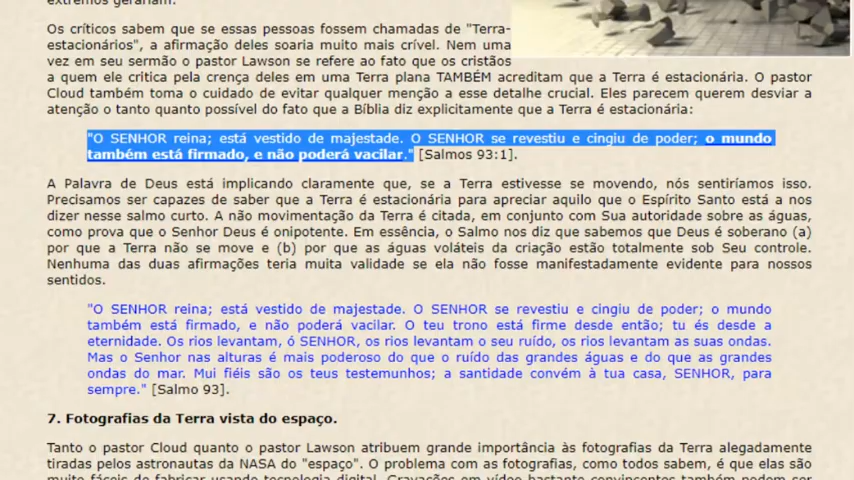 extremos gerariam.
Os críticos sabem que se essas pessoas fossem chamadas de "Terra-
estacionários", a afirmação deles soaria muito mais crível. Nem uma
vez em seu sermão o pastor Lawson se refere ao fato que os cristãos
a quem ele critica pela crença deles em uma Terra plana TAMBÉM acreditam que a Terra é estacionária. O pastor
Cloud também toma o cuidado de evitar qualquer menção a esse detalhe crucial. Eles parecem querem desviar a
atenção o tanto quanto possível do fato que a Bíblia diz explicitamente que a Terra é estacionária:
"O SENHOR reina; está vestido de majestade. O SENHOR se revestiu e cingiu de poder; o mundo
também está firmado, e não poderá vacilar." [Salmos 93:1].
A Palavra de Deus está implicando claramente que, se a Terra estivesse se movendo, nós sentiríamos isso.
Precisamos ser capazes de saber que a Terra é estacionária para apreciar aquilo que o Espírito Santo está a nos
dizer nesse salmo curto. A não movimentação da Terra é citada, em conjunto com Sua autoridade sobre as águas,
como prova que o Senhor Deus é onipotente. Em essência, o Salmo nos diz que sabemos que Deus é soberano (a)
por que a Terra não se move e (b) por que as águas voláteis da criação estão totalmente sob Seu controle.
Nenhuma das duas afirmações teria muita validade se ela não fosse manifestadamente evidente para nossos
sentidos.
"O SENHOR reina; está vestido de majestade. O SENHOR se revestiu e cingiu de poder; o mundo
também está firmado, e não poderá vacilar. O teu trono está firme desde então; tu és desde a
eternidade. Os rios levantam, ó SENHOR, os rios levantam o seu ruído, os rios levantam as suas ondas.
Mas o Senhor nas alturas é mais poderoso do que o ruído das grandes águas e do que as grandes
ondas do mar. Mui fiéis são os teus testemunhos; a santidade convém à tua casa, SENHOR, para
sempre." [Salmo 93].
7. Fotografias da Terra vista do espaço.
Tanto o pastor Cloud quanto o pastor Lawson atribuem grande importância às fotografias da Terra alegadamente
tiradas pelos astronautas da NASA do "espaço". O problema com as fotografias, como todos sabem, é que elas são
muito fáceis de fabricar usando tecnologia digital. Gravações em vídeo bastante convincentes também podem ser